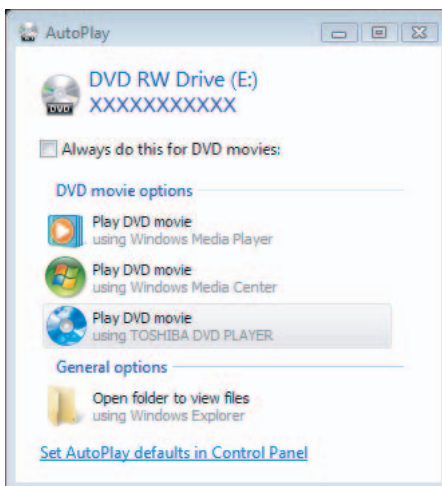 AutoPlay
DVD RW Drive (E:)
XXXXXXXXXXX
DVD
Always do this for DVD movies:
DVD movie options
Play DVD movie
using Windows Media Player
Play DVD movie
using Windows Media Center
Play DVD movie
using TOSHIBA DVD PLAYER
General options
Open folder to view files
using Windows Explorer
Set AutoPlay defaults in Control Panel